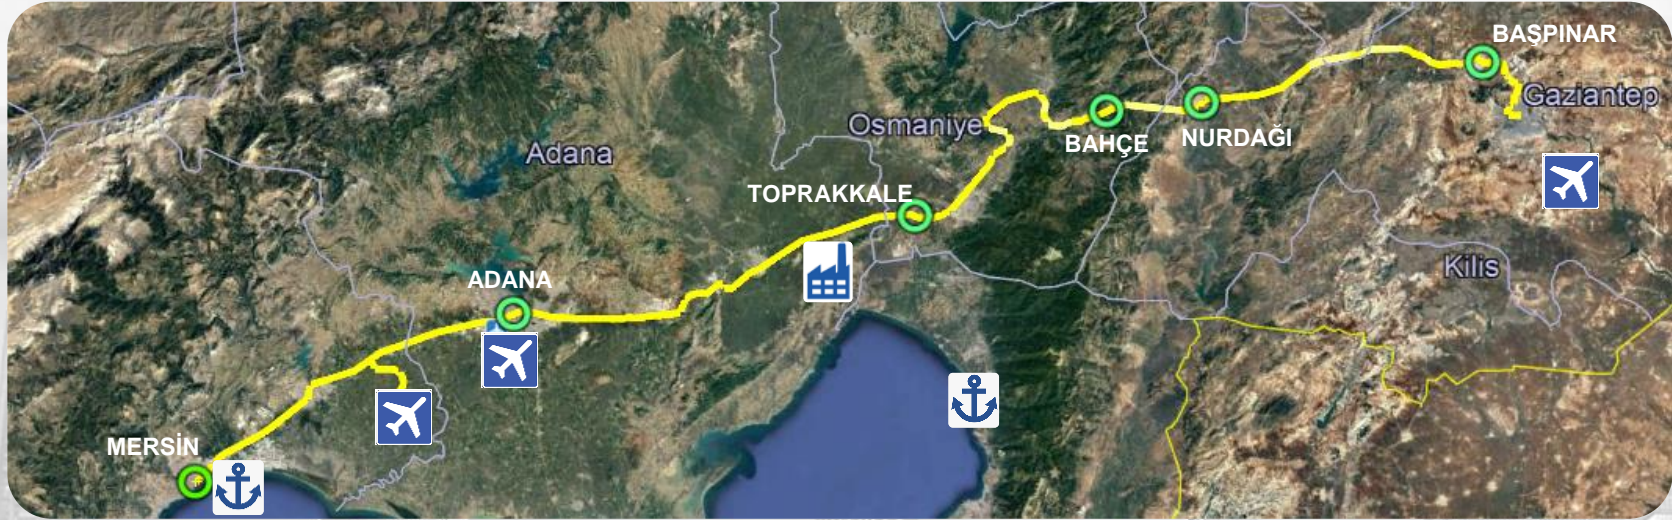 BAŞPINAR
Gaziantep
Osmaniye
BAHÇE
NURDAĞI
Adana
TOPRAKKALE
Kilis
ADANA
MERSİN